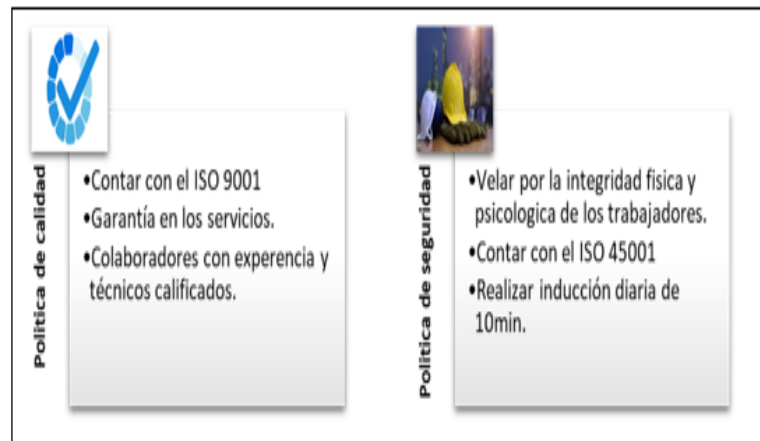 Política de calidad
•Contar con el ISO 9001
•Garantía en los servicios.
•Colaboradores con experencia y
técnicos calificados.
Política de seguridad
•Velar por la integridad fisica y
psicologica de los trabajadores.
•Contar con el ISO 45001
•Realizar inducción diaria de
10min.